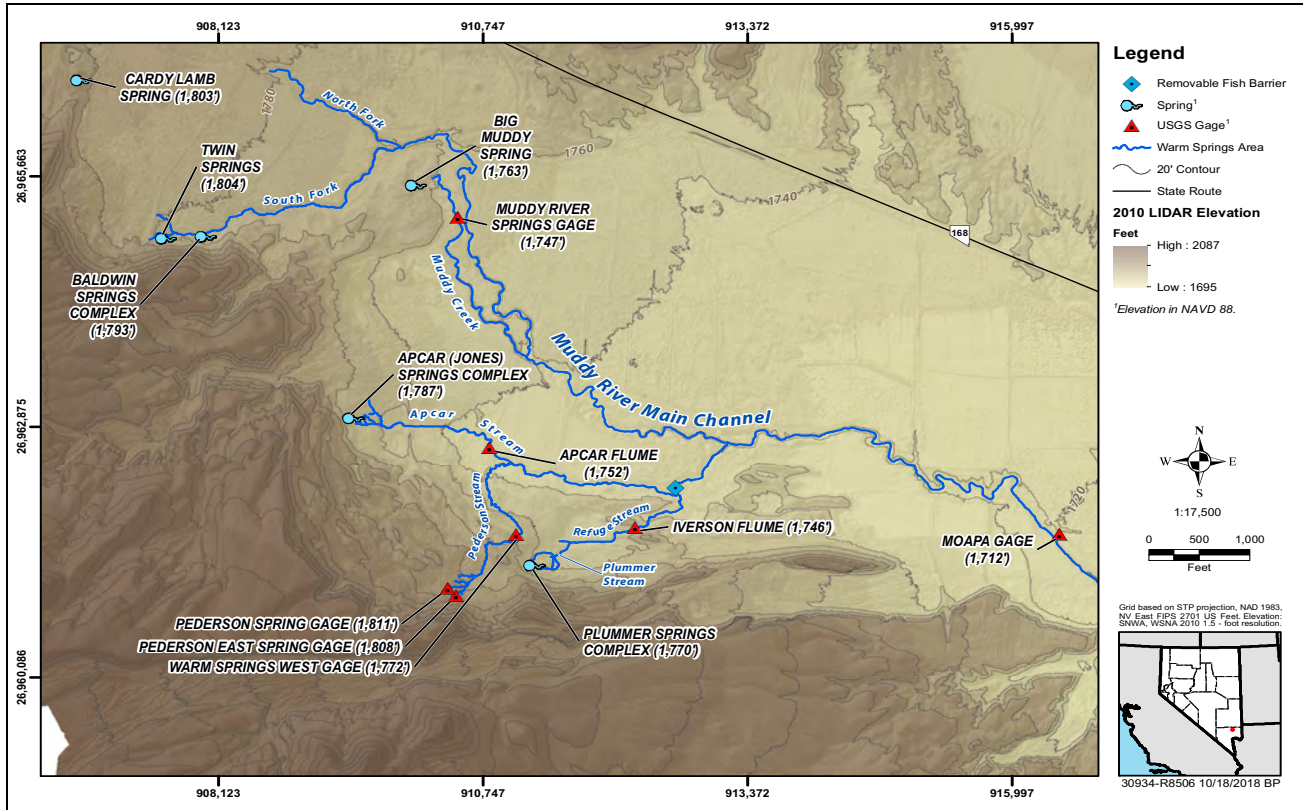 908,123
910,747
913,372
915,997
CARDY LAMB
SPRING (1,803')
1780
North Fork
BIG
MUDDY
SPRING
(1,763')
1760
TWIN
SPRINGS
(1,804')
26,965,663
South Fork
1740
MUDDY RIVER
SPRINGS GAGE
(1,747')
168
BALDWIN
SPRINGS
COMPLEX
(1,793')
Muddy Creek
APCAR (JONES)
SPRINGS COMPLEX
(1,787')
Muddy River Main Channel
26,962,875
Apcar
Stream
APCAR FLUME
(1,752')
Pederson Stream
Refuge Stream
IVERSON FLUME (1,746')
1720
MOAPA GAGE
(1,712')
Plummer
Stream
PEDERSON SPRING GAGE (1,811')
PEDERSON EAST SPRING GAGE (1,808')
WARM SPRINGS WEST GAGE (1,772')
PLUMMER SPRINGS
COMPLEX (1,770')
26,960,086
908,123
910,747
913,372
915,997
Legend
Removable Fish Barrier
Spring¹
USGS Gage¹
Warm Springs Area
20' Contour
State Route
2010 LIDAR Elevation
Feet
High : 2087
Low : 1695
¹Elevation in NAVD 88.
N
W
E
S
1:17,500
0 500 1,000
Feet
Grid based on STP projection, NAD 1983,
NV East FIPS 2701 US Feet. Elevation:
SNWA, WSNA 2010 1.5 - foot resolution.
30934-R8506 10/18/2018 BP